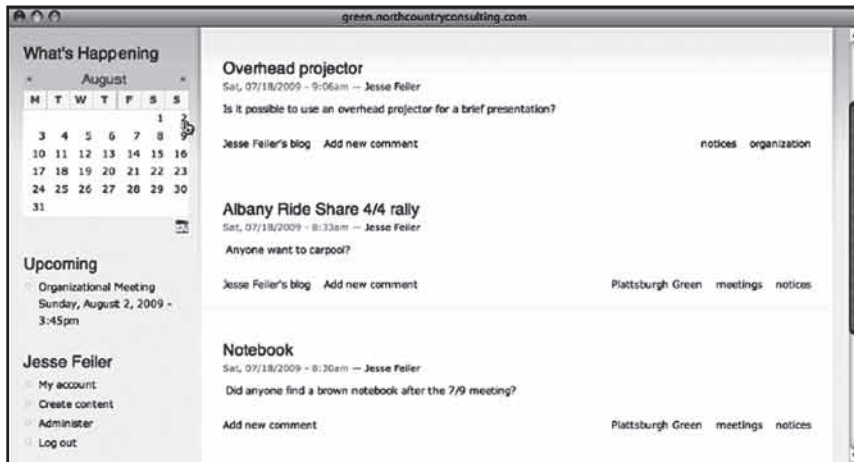 green.northcountryconsulting.com
What's Happening
« August »
M T W T F S S
1 2
3 4 5 6 7 8 9
10 11 12 13 14 15 16
17 18 19 20 21 22 23
24 25 26 27 28 29 30
31
Upcoming
Organizational Meeting
Sunday, August 2, 2009 -
3:45pm
Jesse Feiler
My account
Create content
Administer
Log out
Overhead projector
Sat, 07/18/2009 - 9:06am — Jesse Feiler
Is it possible to use an overhead projector for a brief presentation?
Jesse Feiler's blog Add new comment notices organization
Albany Ride Share 4/4 rally
Sat, 07/18/2009 - 8:33am — Jesse Feiler
Anyone want to carpool?
Jesse Feiler's blog Add new comment Plattsburgh Green meetings notices
Notebook
Sat, 07/18/2009 - 8:30am — Jesse Feiler
Did anyone find a brown notebook after the 7/9 meeting?
Add new comment Plattsburgh Green meetings notices